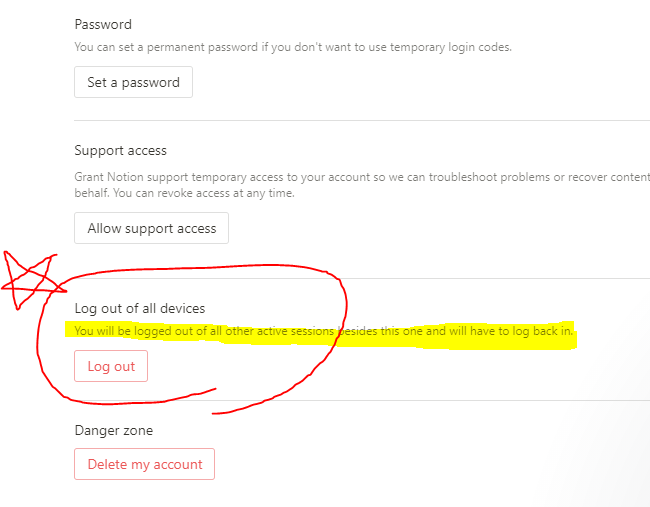 Password
You can set a permanent password if you don't want to use temporary login codes.
Set a password
Support access
Grant Notion support temporary access to your account so we can troubleshoot problems or recover content
behalf. You can revoke access at any time.
Allow support access
Log out of all devices
You will be logged out of all other active sessions besides this one and will have to log back in.
Log out
Danger zone
Delete my account